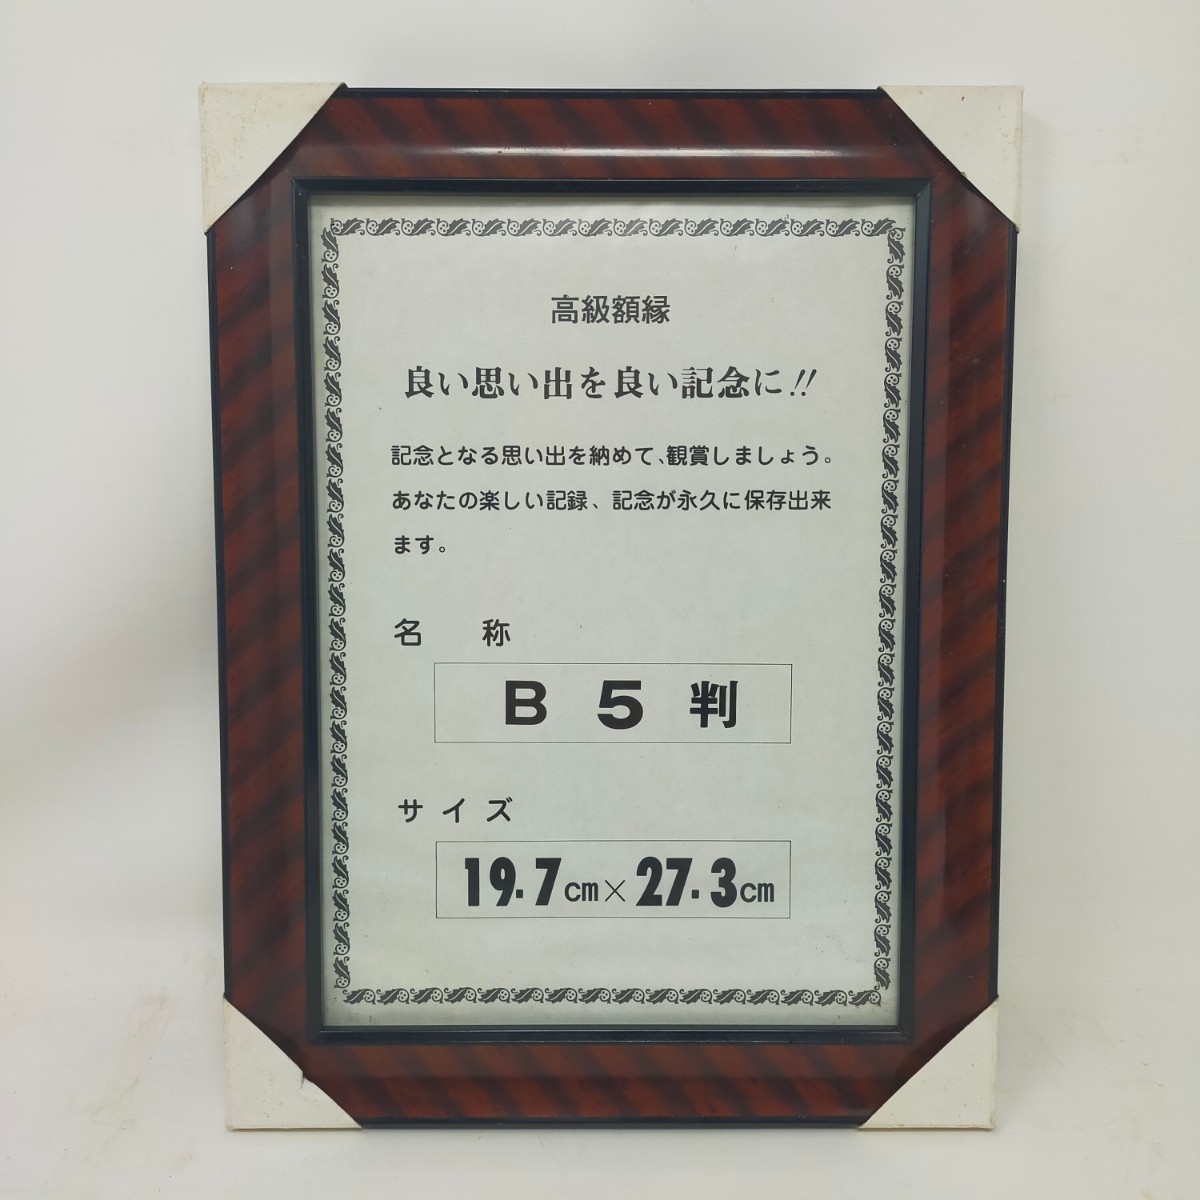 高級額縁
良い思い出を良い記念に!!
記念となる思い出を納めて、観賞しましょう。
あなたの楽しい記録、記念が永久に保存出来
ます。
名　称
B 5 判
サイズ
19.7cm×27.3cm